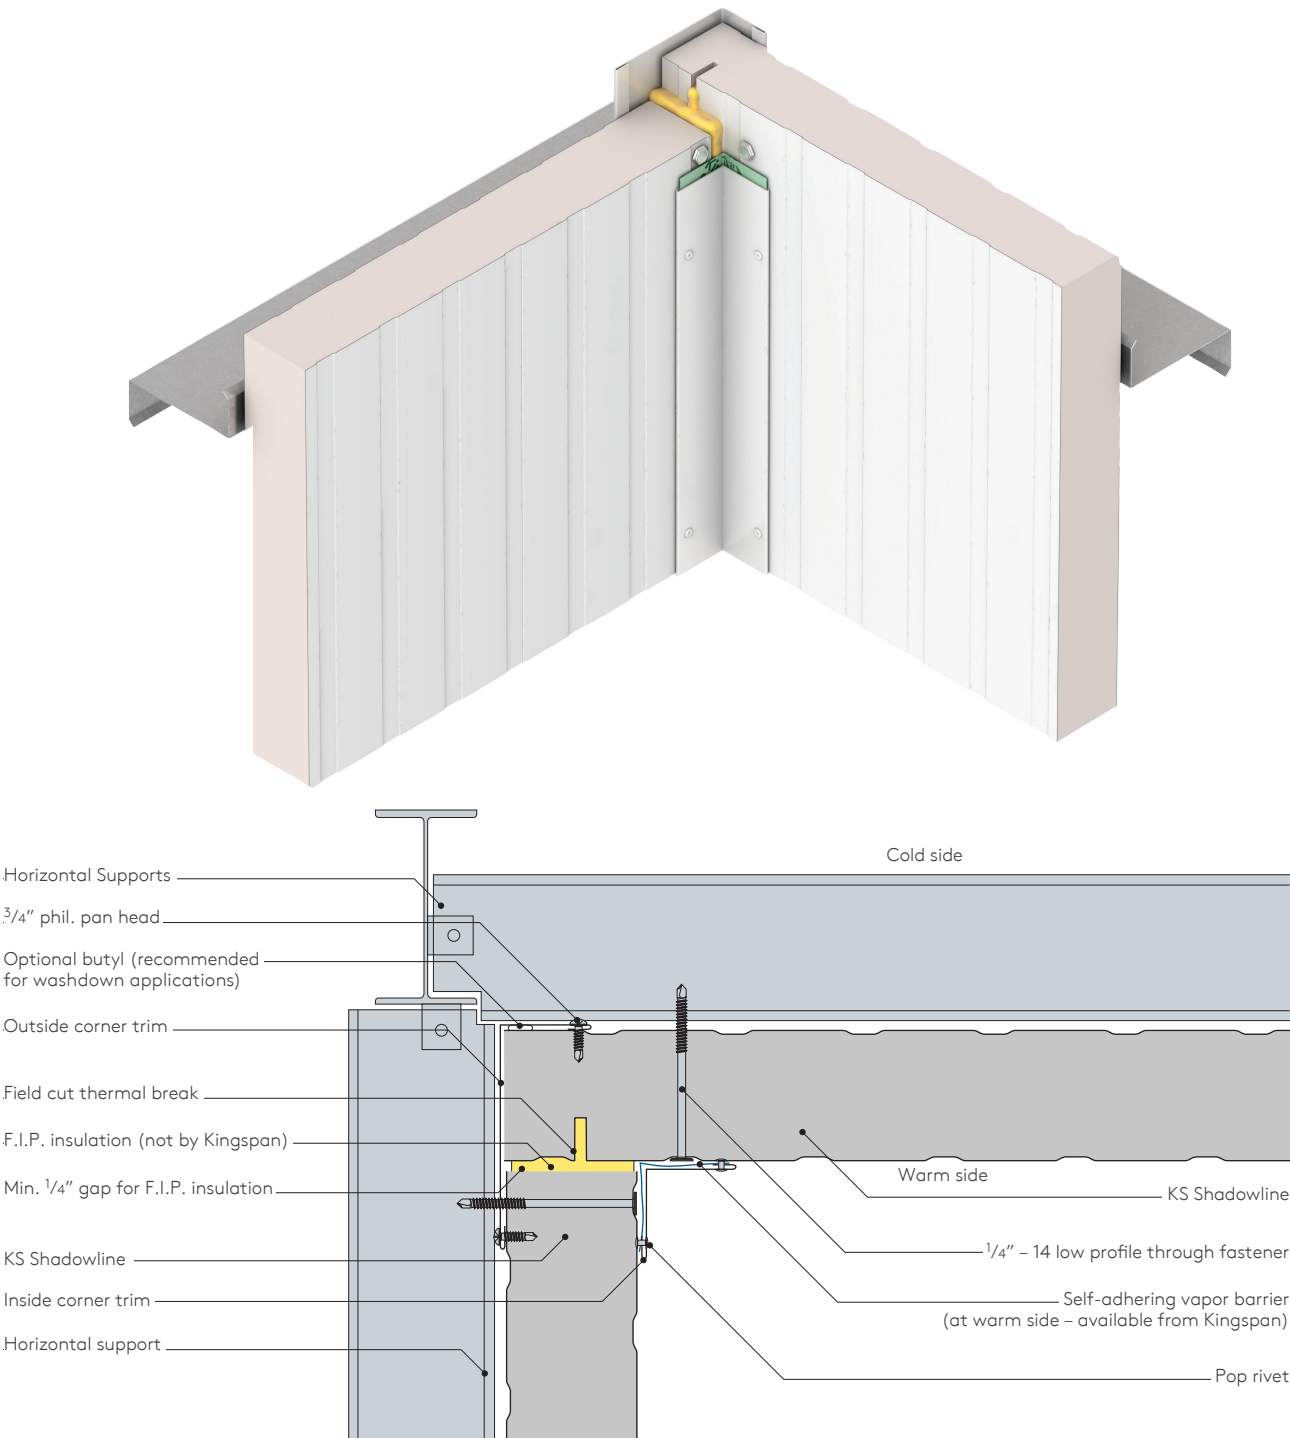 Cold side
Horizontal Supports
3/4” phil. pan head
Optional butyl (recommended
for washdown applications)
Outside corner trim
Field cut thermal break
F.I.P. insulation (not by Kingspan)
Min. 1/4” gap for F.I.P. insulation
KS Shadowline
Inside corner trim
Horizontal support
Warm side
KS Shadowline
1/4” – 14 low profile through fastener
Self-adhering vapor barrier
(at warm side – available from Kingspan)
Pop rivet